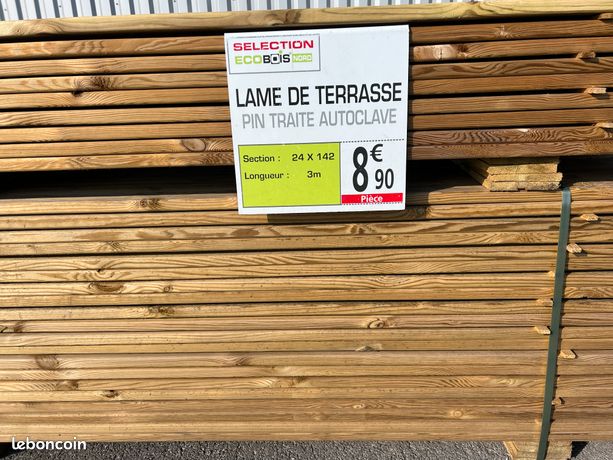 SELECTION
ECOBOIS NORD
LAME DE TERRASSE
PIN TRAITE AUTOCLAVE
Section : 24 X 142
Longueur : 3m
8€90
Pièce
leboncoin